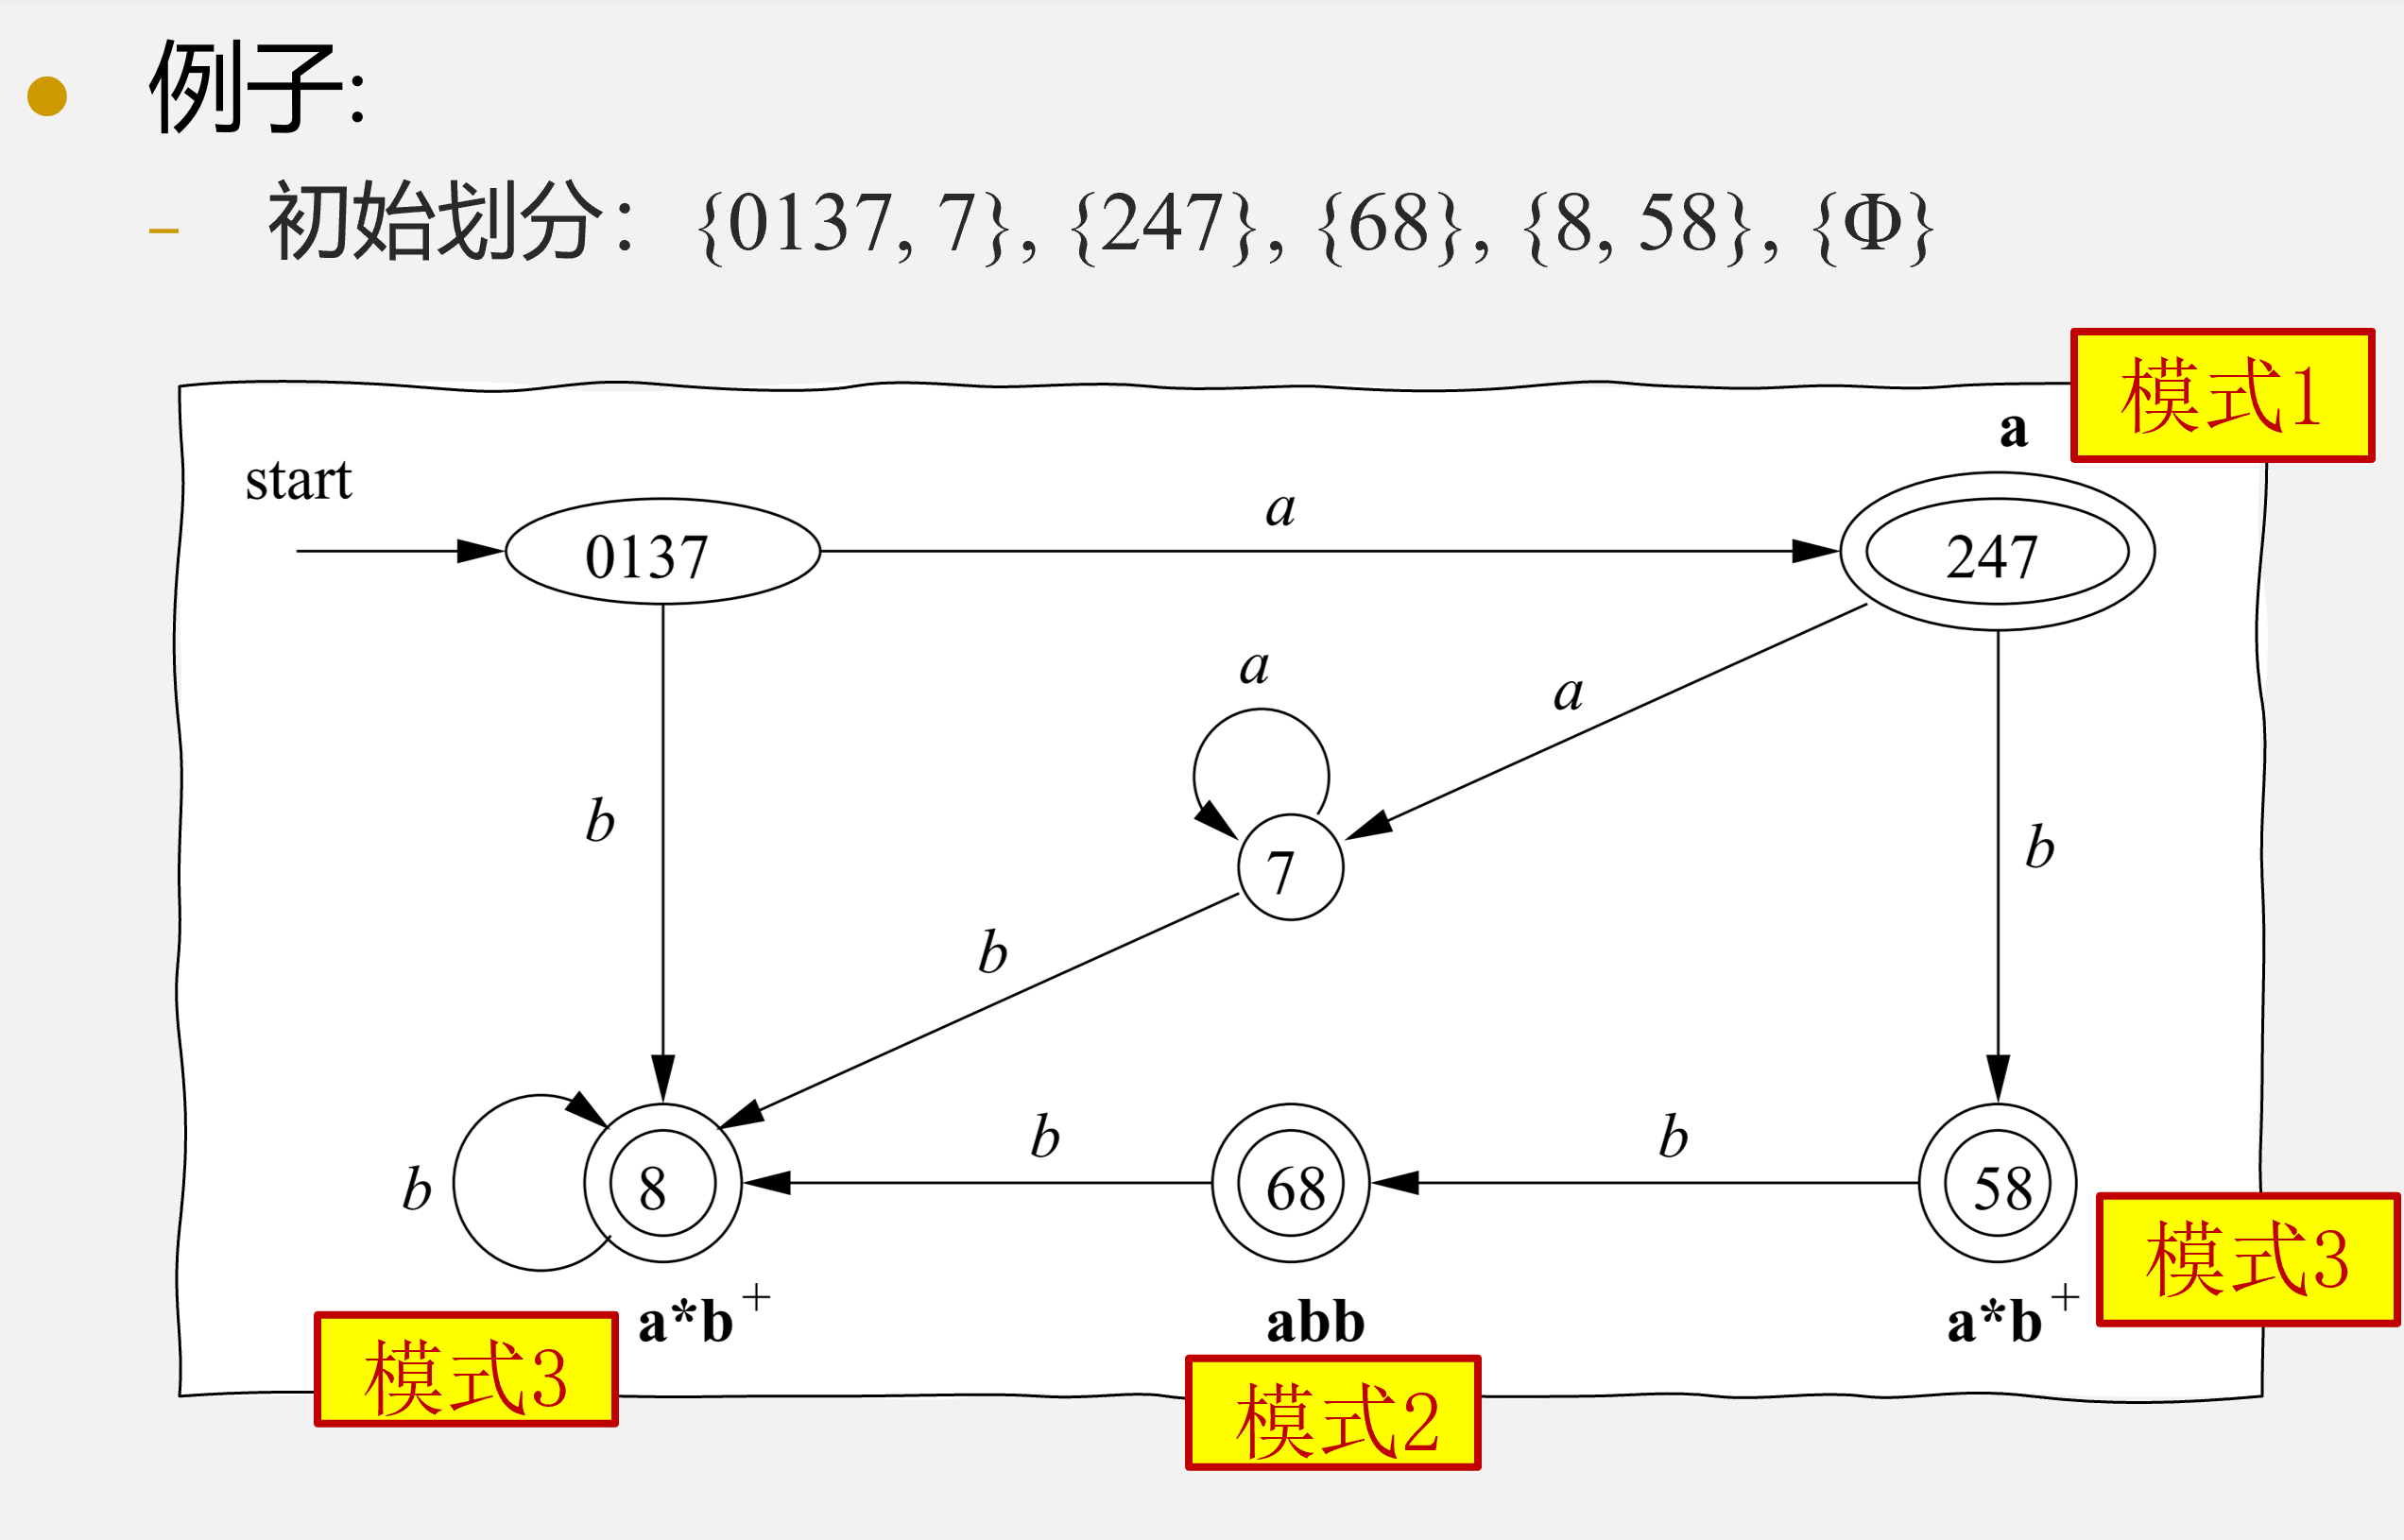 例子:
初始划分：{0137, 7}, {247}, {68}, {8, 58}, {Φ}
模式1
a
start
a
0137
247
a
a
b
7
b
b
b
b
b
8
68
58
模式3
a*b+
abb
a*b+
模式3
模式2